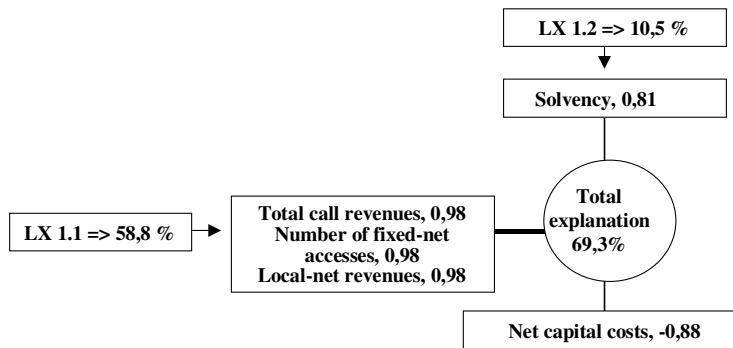 LX 1.2 => 10,5 %
Solvency, 0,81
Total
explanation
69,3%
LX 1.1 => 58,8 %
Total call revenues, 0,98
Number of fixed-net
accesses, 0,98
Local-net revenues, 0,98
Net capital costs, -0,88